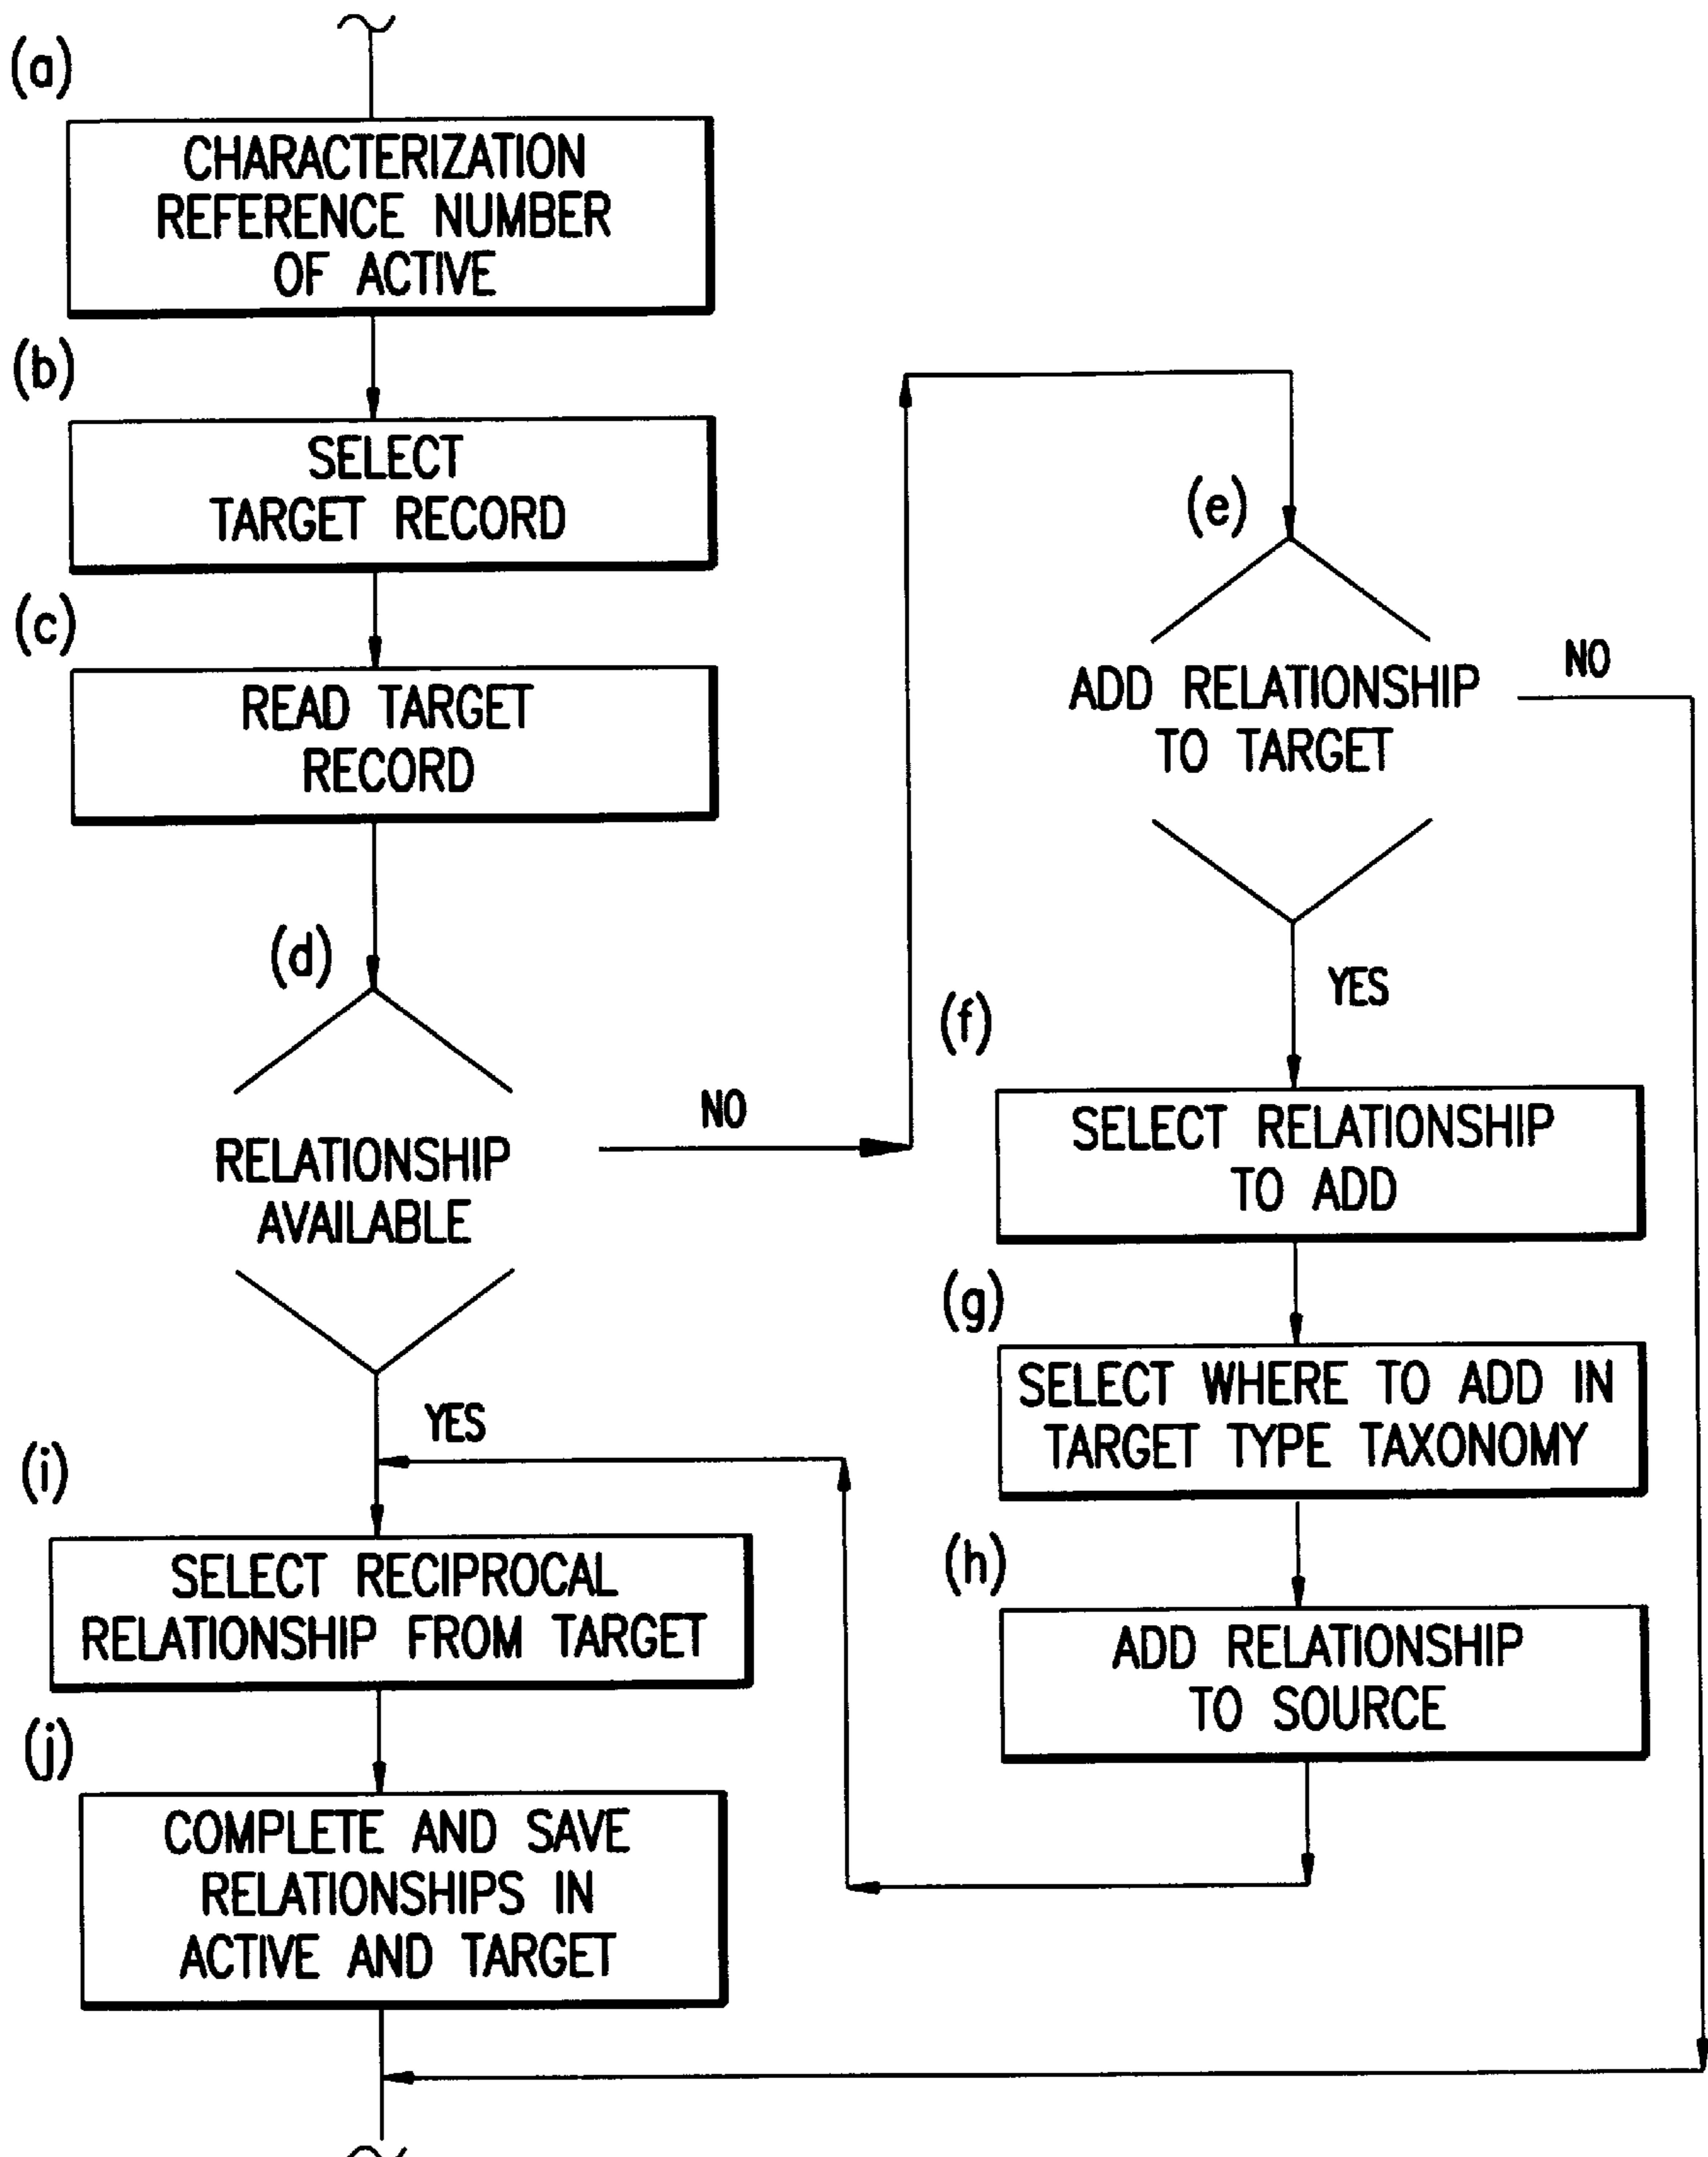 (a)
CHARACTERIZATION
REFERENCE NUMBER
OF ACTIVE
(b)
SELECT
TARGET RECORD
(c)
READ TARGET
RECORD
(d)
RELATIONSHIP
AVAILABLE
NO
YES
(e)
ADD RELATIONSHIP
TO TARGET
NO
YES
(f)
SELECT RELATIONSHIP
TO ADD
(g)
SELECT WHERE TO ADD IN
TARGET TYPE TAXONOMY
(h)
ADD RELATIONSHIP
TO SOURCE
(i)
SELECT RECIPROCAL
RELATIONSHIP FROM TARGET
(j)
COMPLETE AND SAVE
RELATIONSHIPS IN
ACTIVE AND TARGET